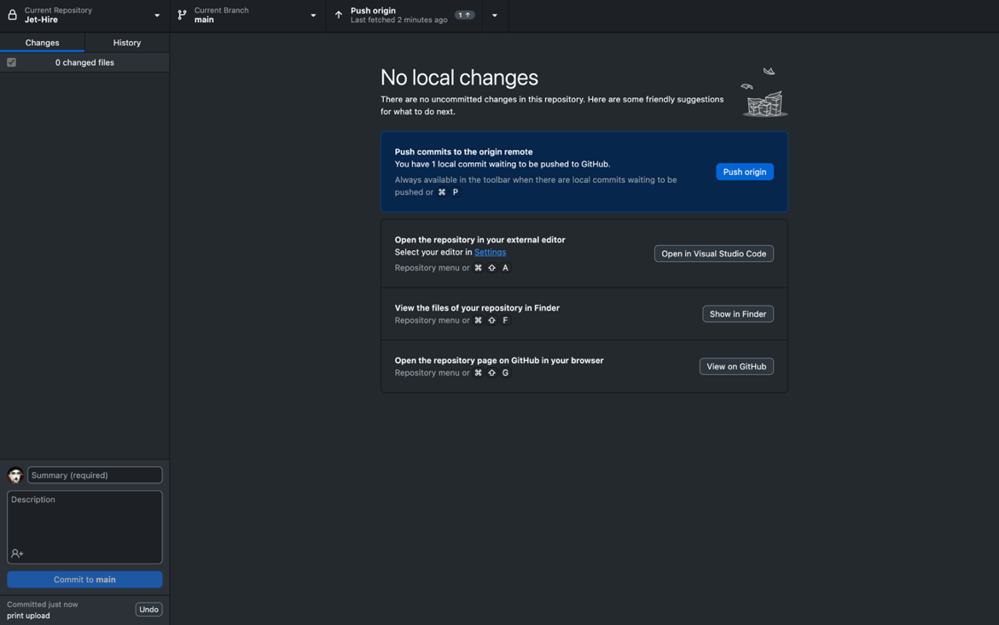 Current Repository
Jet-Hire
Current Branch
main
Push origin
Last fetched 2 minutes ago
1 ↑
Changes
History
0 changed files
No local changes
There are no uncommitted changes in this repository. Here are some friendly suggestions
for what to do next.
Push commits to the origin remote
You have 1 local commit waiting to be pushed to GitHub.
Always available in the toolbar when there are local commits waiting to be
pushed or ⌘ P
Push origin
Open the repository in your external editor
Select your editor in Settings
Repository menu or ⌘ ⇧ A
Open in Visual Studio Code
View the files of your repository in Finder
Repository menu or ⌘ ⇧ F
Show in Finder
Open the repository page on GitHub in your browser
Repository menu or ⌘ ⇧ G
View on GitHub
Summary (required)
Description
Commit to main
Committed just now
print upload
Undo